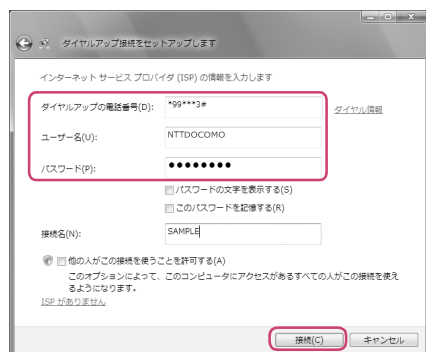 ダイヤルアップ接続をセットアップします
インターネット サービス プロバイダ (ISP) の情報を入力します
ダイヤルアップの電話番号(D): *99***3# ダイヤル情報
ユーザー名(U): NTTDOCOMO
パスワード(P): ●●●●●●●●
パスワードの文字を表示する(S)
このパスワードを記憶する(R)
接続名(N): SAMPLE
他の人がこの接続を使うことを許可する(A)
このオプションによって、このコンピュータにアクセスがあるすべての人がこの接続を使え
るようになります。
ISP がありません
接続(C) キャンセル